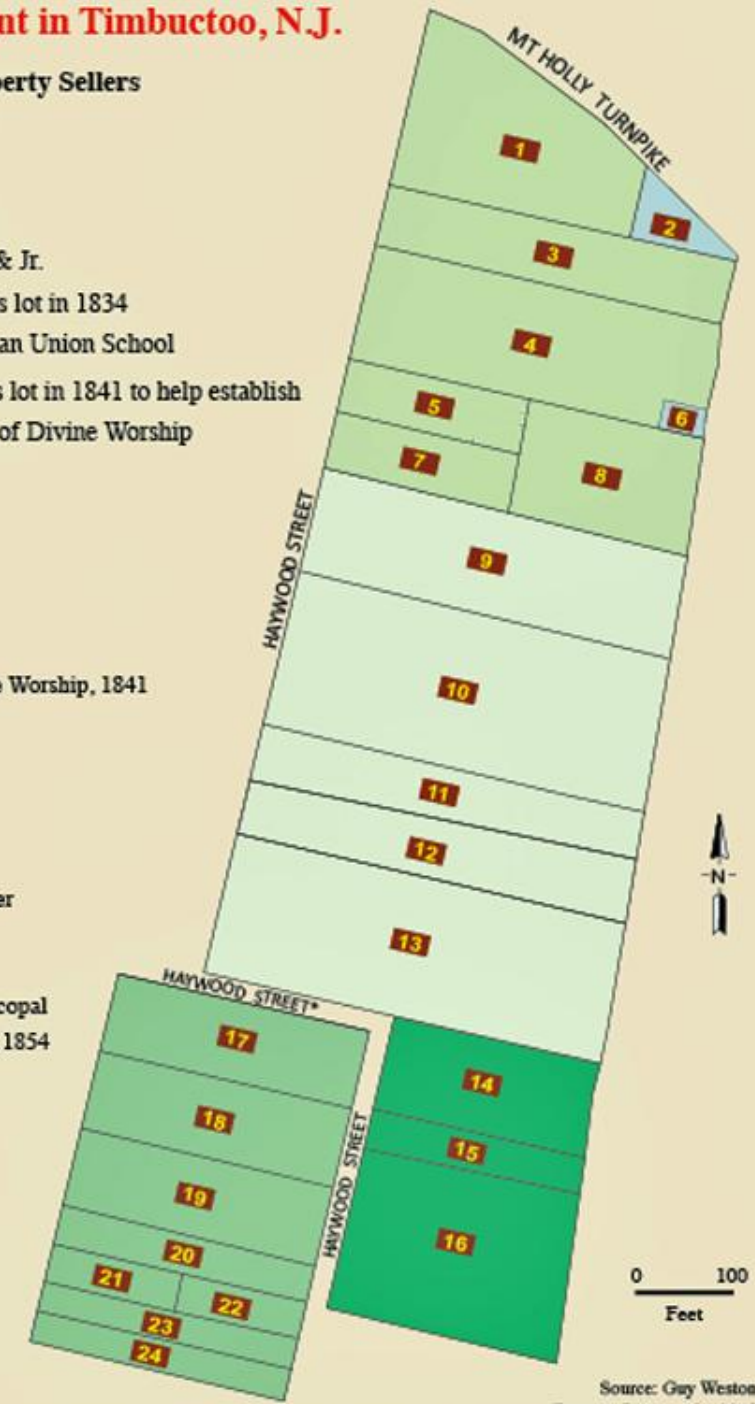 nt in Timbuctoo, N.J.
perty Sellers
& Jr.
s lot in 1834
an Union School
s lot in 1841 to help establish
of Divine Worship
Worship, 1841
er
copal
1854
MT HOLLY TURNPIKE
1
2
3
4
5
6
7
8
HAYWOOD STREET
9
10
11
12
13
-N-
HAYWOOD STREET*
17
14
18
15
HAYWOOD STREET
19
16
20
21
22
23
24
0 100
Feet
Source: Guy Weston